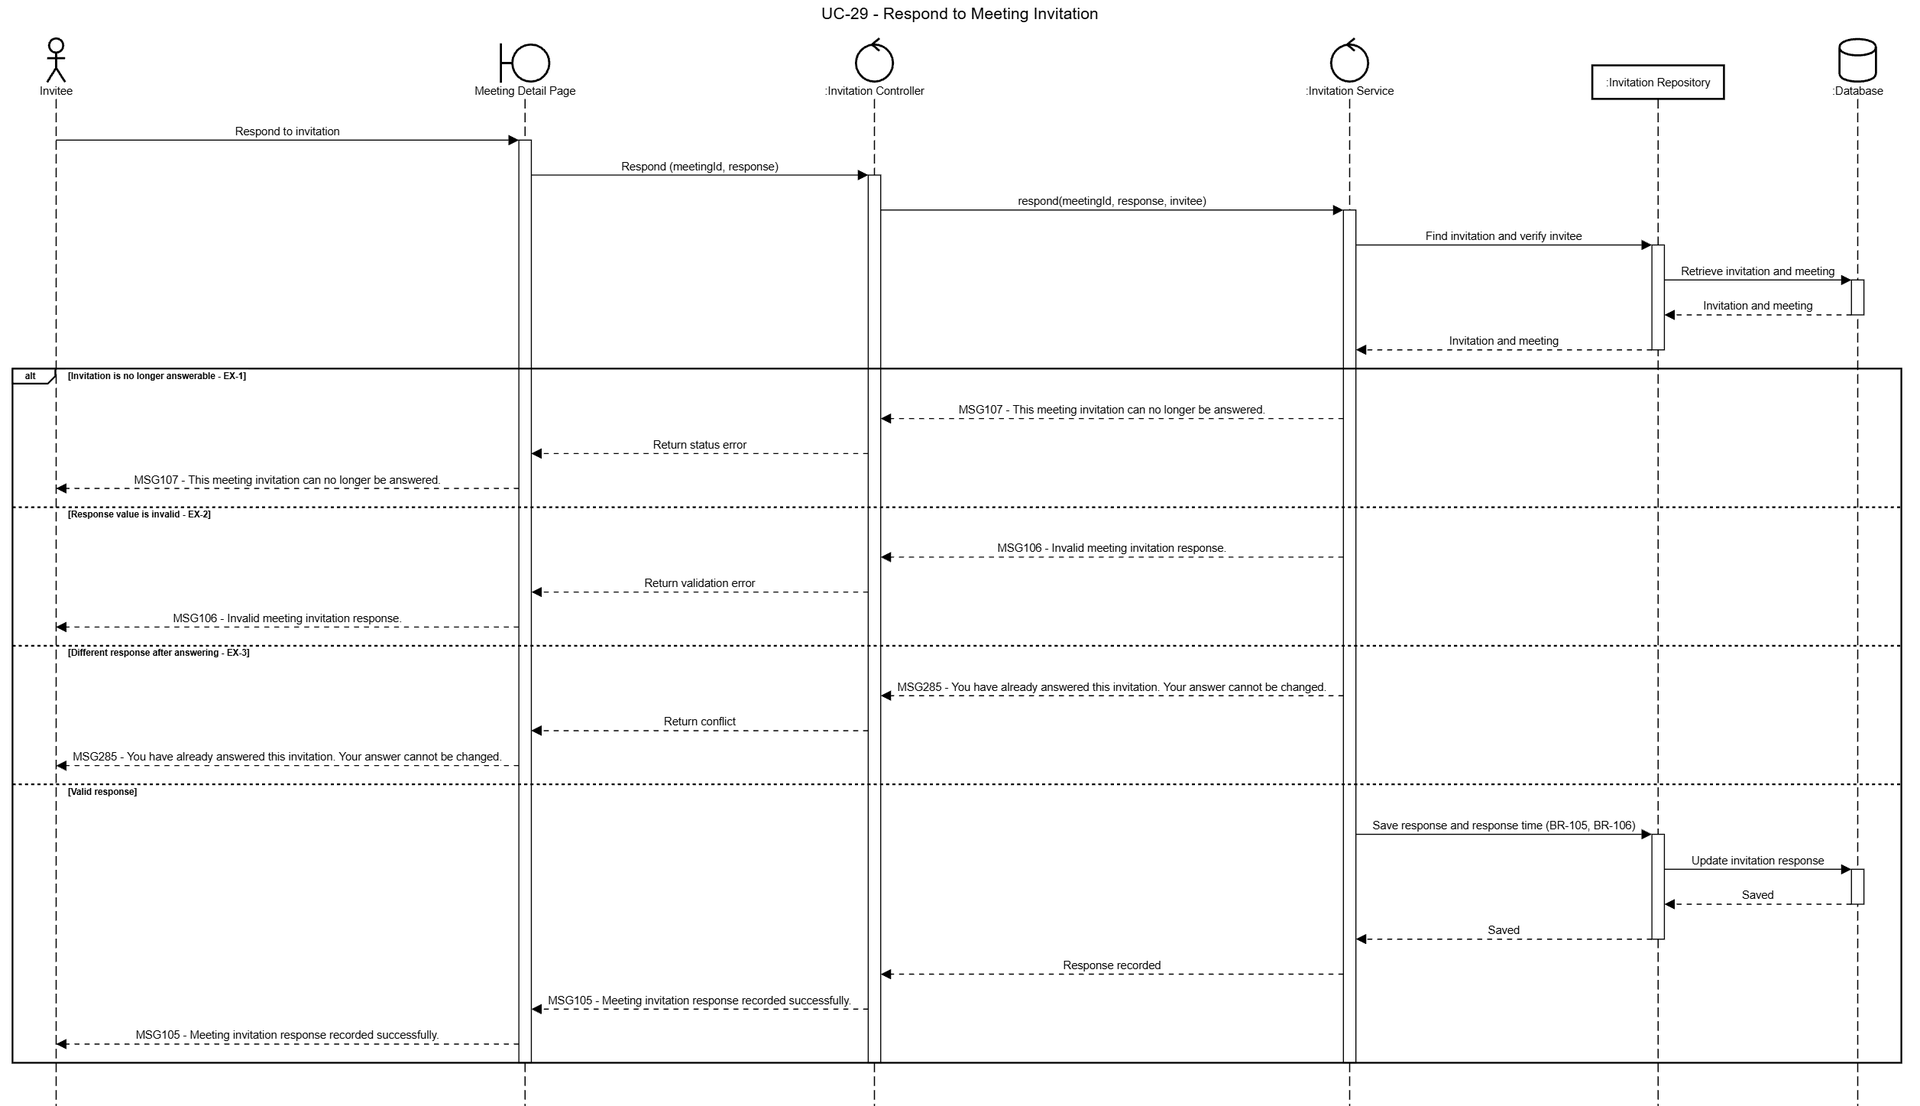 UC-29 - Respond to Meeting Invitation
Invitee
Meeting Detail Page
:Invitation Controller
:Invitation Service
:Invitation Repository
:Database
Respond to invitation
Respond (meetingId, response)
respond(meetingId, response, invitee)
Find invitation and verify invitee
Retrieve invitation and meeting
Invitation and meeting
Invitation and meeting
alt
[Invitation is no longer answerable - EX-1]
MSG107 - This meeting invitation can no longer be answered.
Return status error
MSG107 - This meeting invitation can no longer be answered.
[Response value is invalid - EX-2]
MSG106 - Invalid meeting invitation response.
Return validation error
MSG106 - Invalid meeting invitation response.
[Different response after answering - EX-3]
MSG285 - You have already answered this invitation. Your answer cannot be changed.
Return conflict
MSG285 - You have already answered this invitation. Your answer cannot be changed.
[Valid response]
Save response and response time (BR-105, BR-106)
Update invitation response
Saved
Saved
Response recorded
MSG105 - Meeting invitation response recorded successfully.
MSG105 - Meeting invitation response recorded successfully.